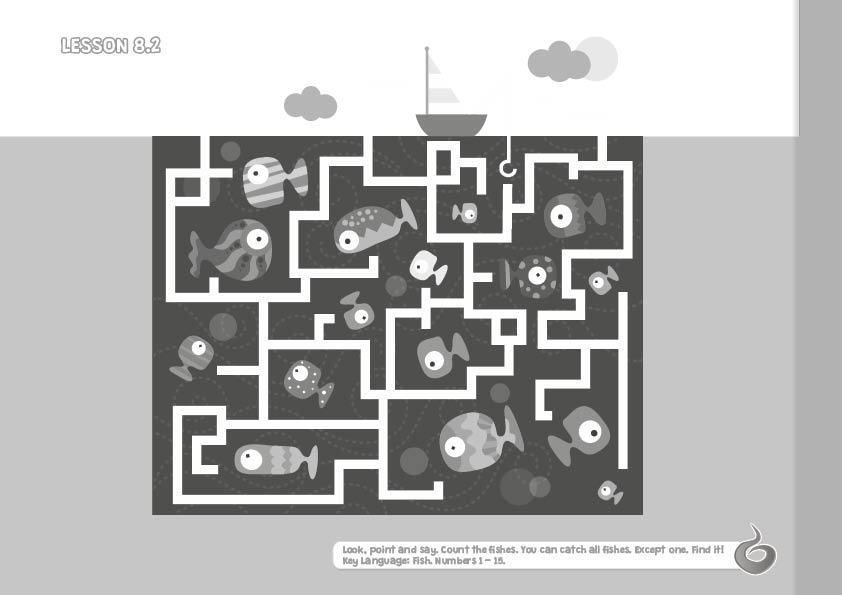 LESSON 8.2
Look, point and say. Count the fishes. You can catch all fishes. Except one. Find it!
Key Language: Fish. Numbers 1 – 15.